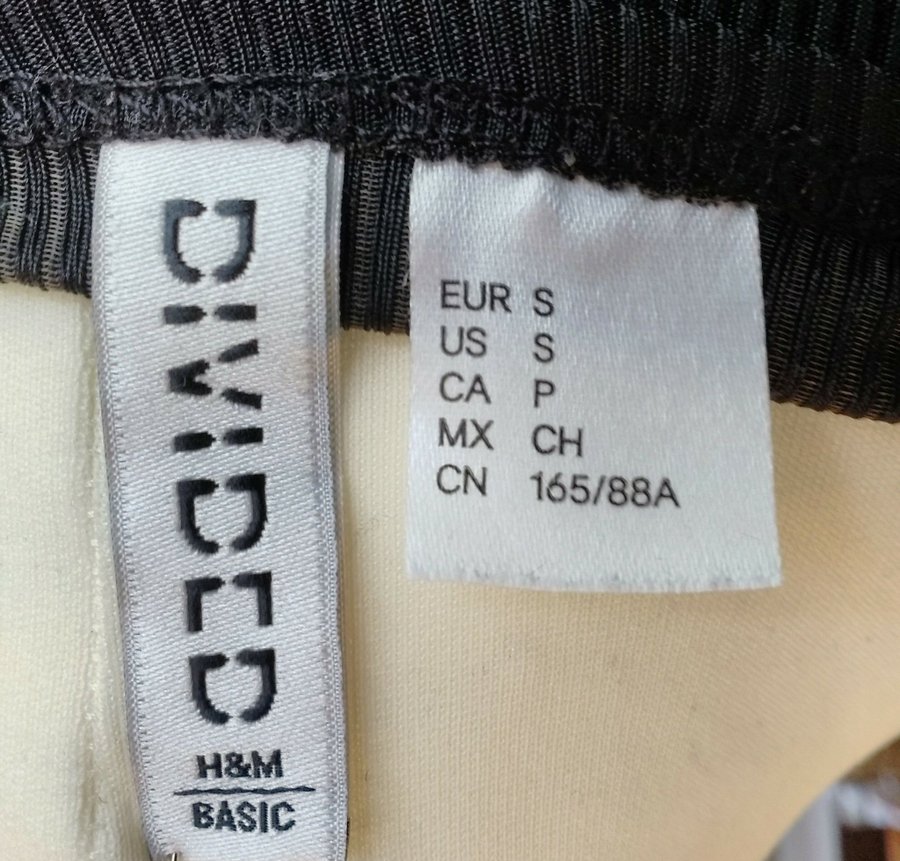 DIVIDED
H&M
BASIC
EUR S
US S
CA P
MX CH
CN 165/88A